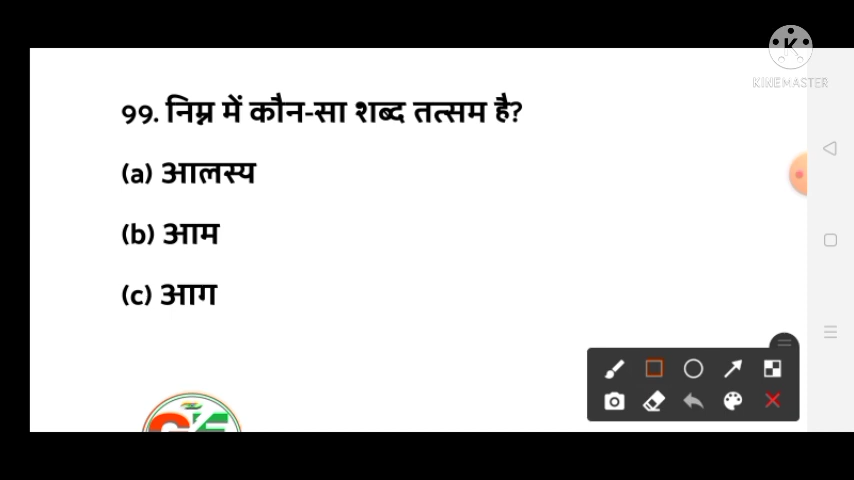 K
KINEMASTER
99. निम्न में कौन-सा शब्द तत्सम है?
(a) आलस्य
(b) आम
(c) आग